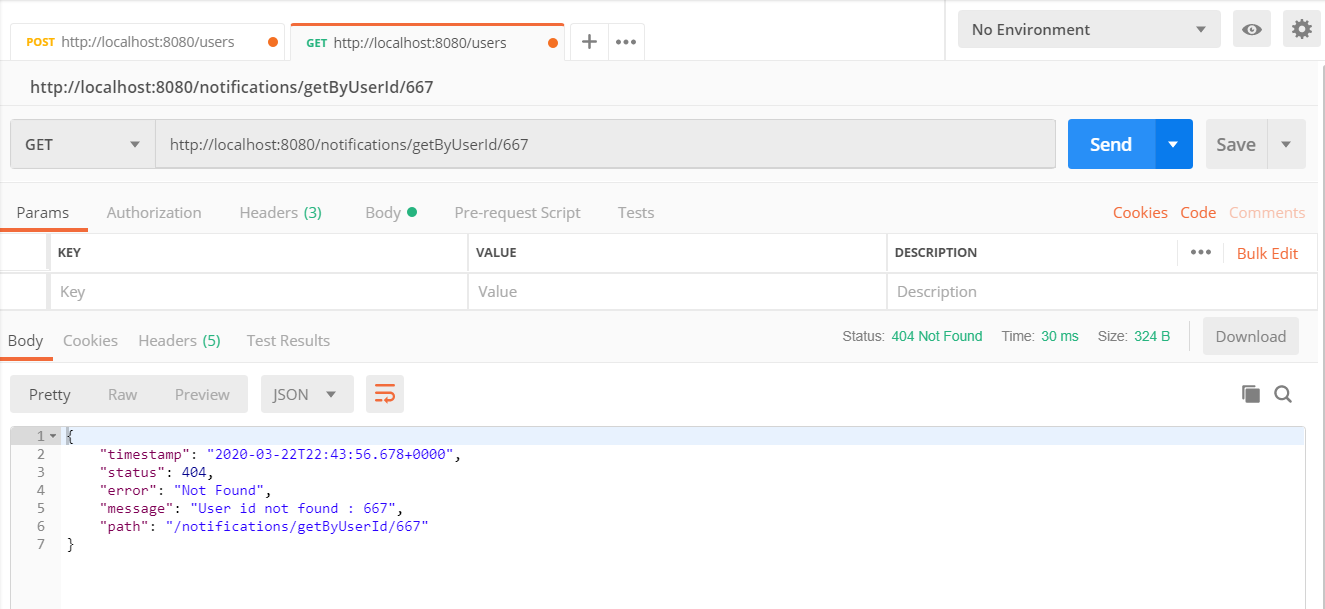 POST http://localhost:8080/users
GET http://localhost:8080/users
No Environment
http://localhost:8080/notifications/getByUserId/667
GET http://localhost:8080/notifications/getByUserId/667 Send Save
Params Authorization Headers (3) Body Pre-request Script Tests Cookies Code Comments
KEY VALUE DESCRIPTION Bulk Edit
Key Value Description
Body Cookies Headers (5) Test Results Status: 404 Not Found Time: 30 ms Size: 324 B Download
Pretty Raw Preview JSON
1 {
2 "timestamp": "2020-03-22T22:43:56.678+0000",
3 "status": 404,
4 "error": "Not Found",
5 "message": "User id not found : 667",
6 "path": "/notifications/getByUserId/667"
7 }